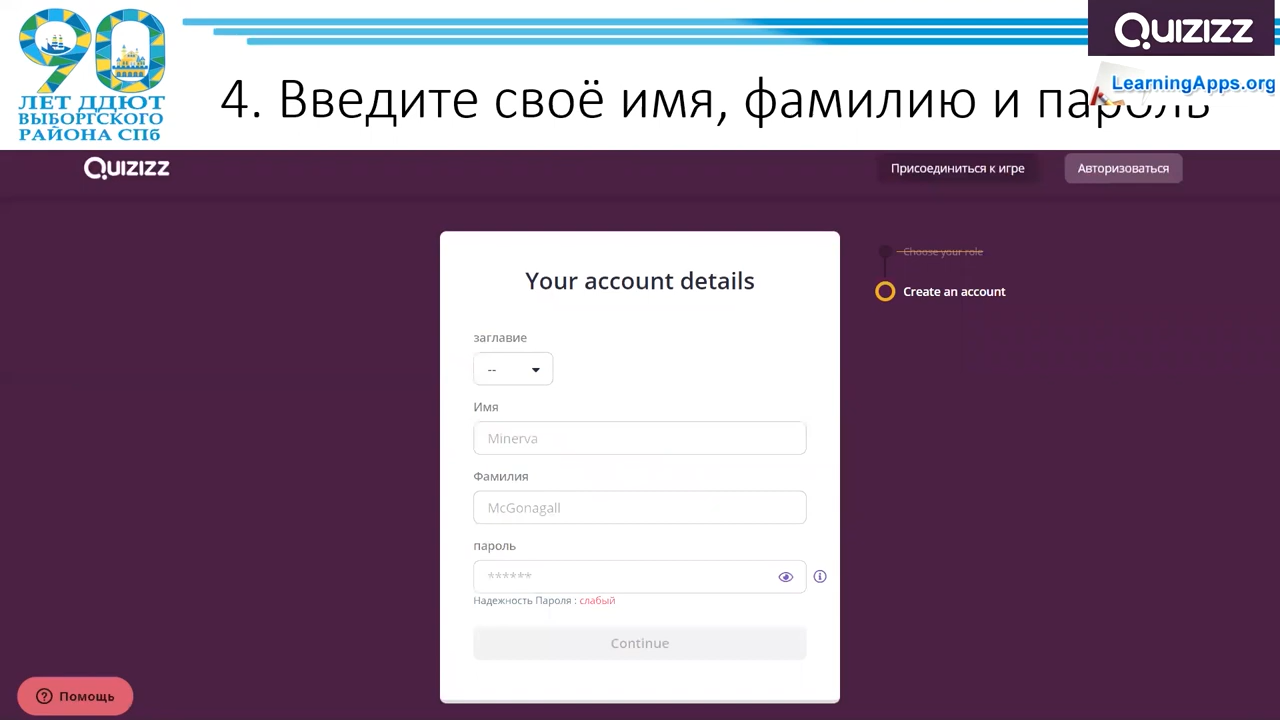 90
ЛЕТ ДДЮТ
ВЫБОРГСКОГО
РАЙОНА СПб
QUIZIZZ
LearningApps.org
4. Введите своё имя, фамилию и пароль
QUIZIZZ
Присоединиться к игре
Авторизоваться
Your account details
заглавие
--
Имя
Minerva
Фамилия
McGonagall
пароль
******
Надежность Пароля : слабый
Continue
Choose your role
Create an account
Помощь